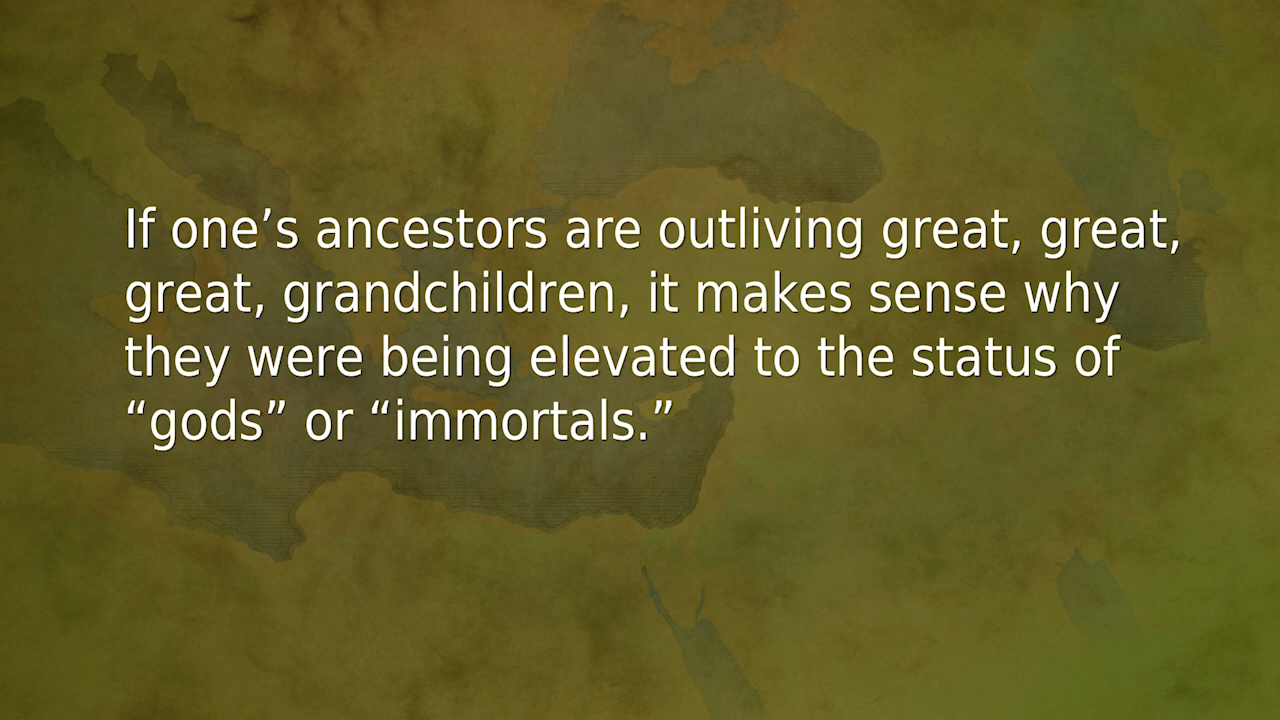 If one’s ancestors are outliving great, great,
great, grandchildren, it makes sense why
they were being elevated to the status of
“gods” or “immortals.”